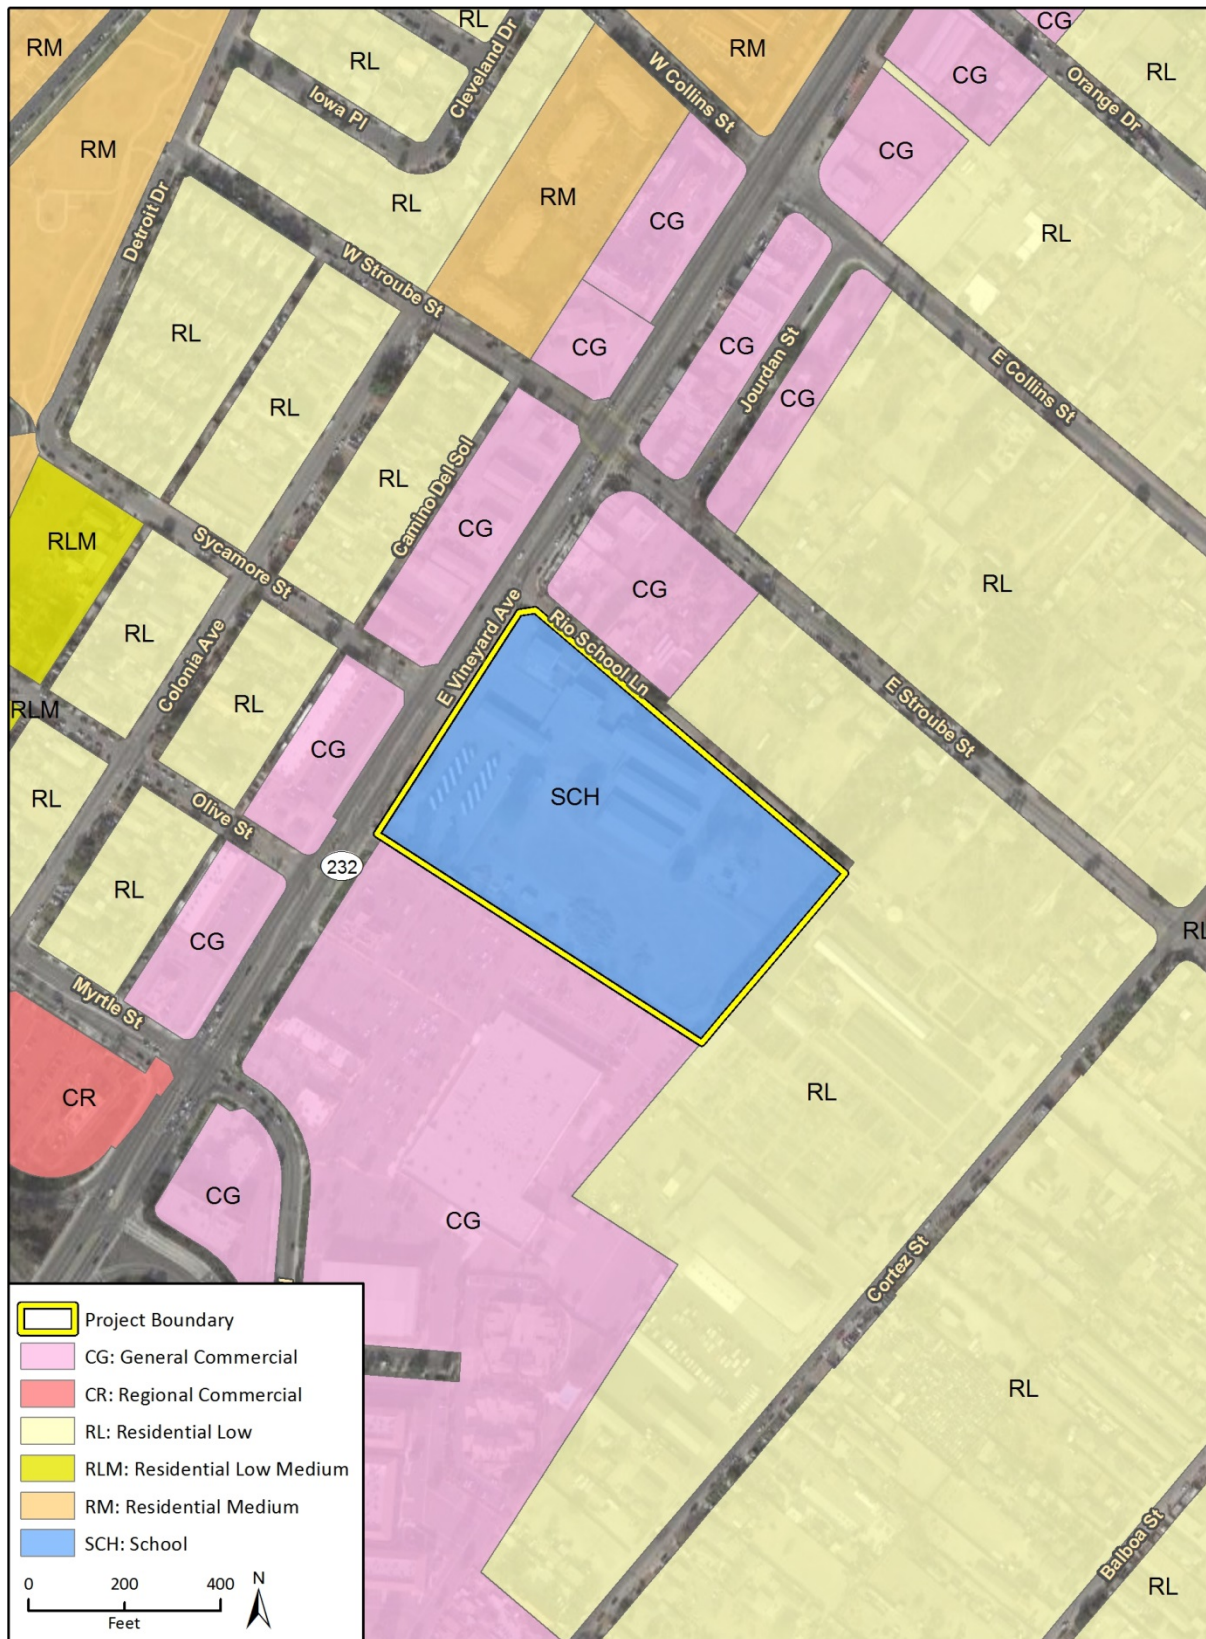 RL
CG
RM
RM
W Collins St
CG
RL
RL
Cleveland Dr
Orange Dr
Iowa Pl
RM
CG
RL
RM
CG
RL
Detroit Dr
W Stroube St
RL
CG
CG
Jourdan St
E Collins St
RL
CG
RL
Camino Del Sol
CG
RLM
Sycamore St
RL
CG
E Vineyard Ave
Rio School Ln
RL
Colonia Ave
RL
RLM
E Stroube St
CG
RL
SCH
Olive St
232
RL
CG
RL
Myrtle St
CR
RL
CG
CG
Cortez St
RL
Balboa St
RL
Project Boundary
CG: General Commercial
CR: Regional Commercial
RL: Residential Low
RLM: Residential Low Medium
RM: Residential Medium
SCH: School
0 200 400
Feet
N